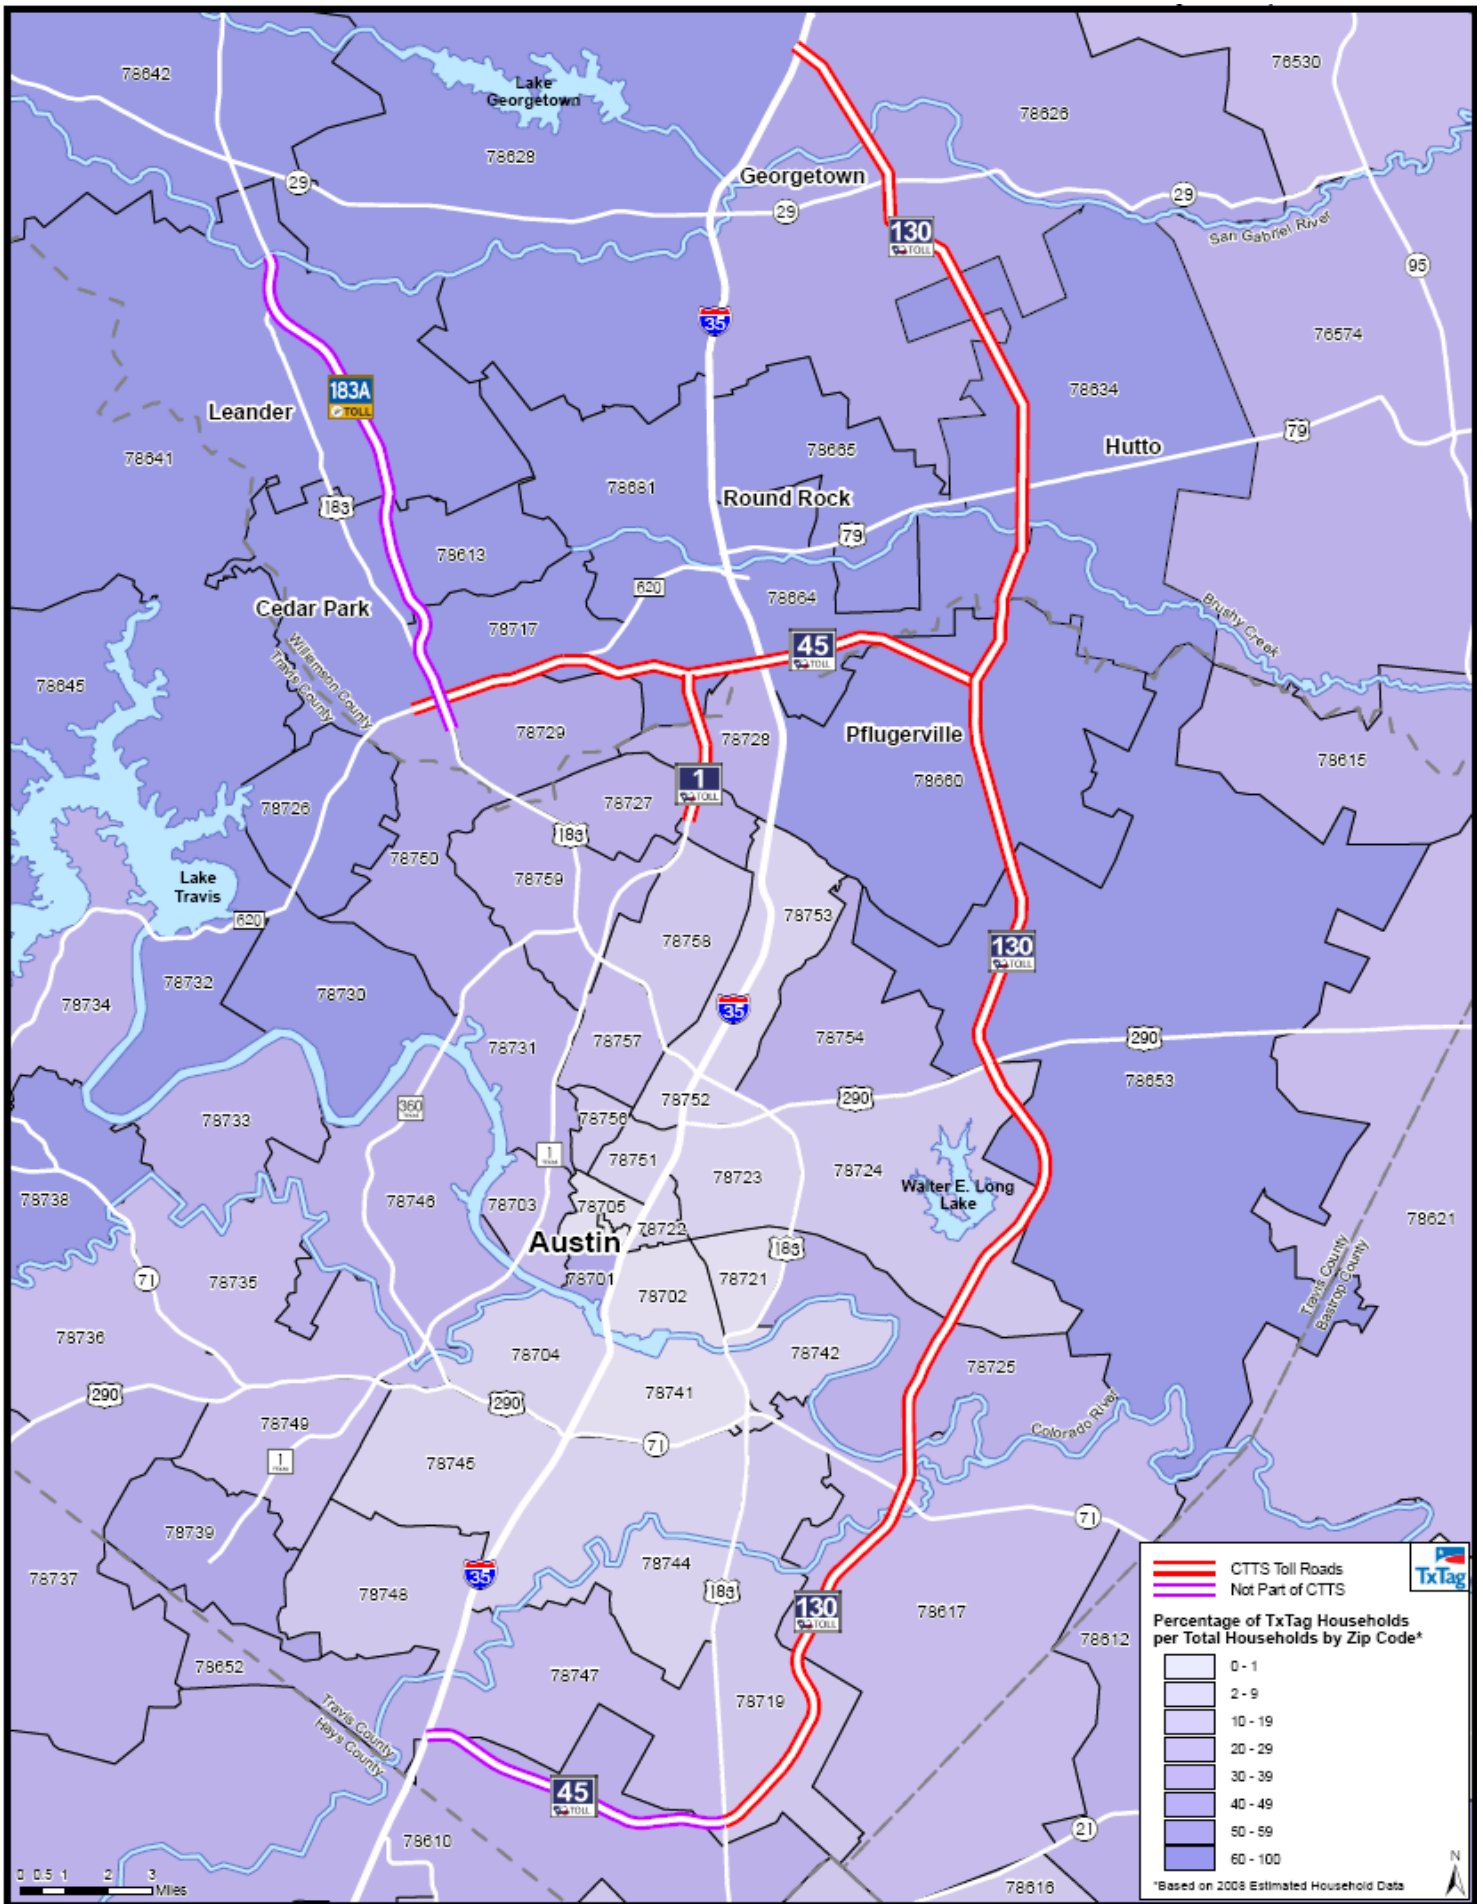 78642
Lake
Georgetown
76530
78626
78628
29
Georgetown
29
29
130
TOLL
San Gabriel River
95
35
76574
183A
TOLL
78634
Leander
79
Hutto
78665
78641
78681
Round Rock
183
79
78613
620
78664
Cedar Park
Brushy Creek
78717
45
TOLL
Williamson County
Travis County
78645
78729
78728
Pflugerville
78660
78615
1
TOLL
78727
78726
183
78750
78759
Lake
Travis
620
78753
78758
130
TOLL
78732
78730
78734
35
78757
78754
290
78731
78653
78752
290
360
78756
78733
1
78751
78723
78724
Walter E. Long
Lake
78738
78746
78703
78705
78722
78621
Austin
183
71
78735
78701
78721
78702
Travis County
Bastrop County
78736
78704
78742
78725
290
290
78741
Colorado River
78749
71
1
78745
71
78739
78744
35
78737
78748
183
130
TOLL
78617
78612
78652
78747
78719
Travis County
Hays County
45
TOLL
78610
21
78616
0 0.5 1 2 3
Miles
CTTS Toll Roads
Not Part of CTTS
TxTag
Percentage of TxTag Households
per Total Households by Zip Code*
0 - 1
2 - 9
10 - 19
20 - 29
30 - 39
40 - 49
50 - 59
60 - 100
N
*Based on 2008 Estimated Household Data